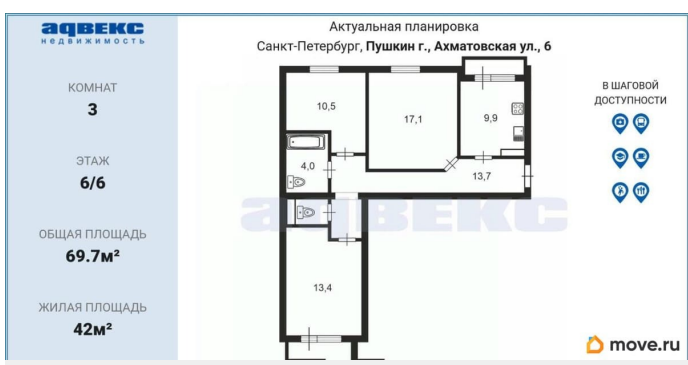 адвекс
недвижимость
Актуальная планировка
Санкт-Петербург, Пушкин г., Ахматовская ул., 6
КОМНАТ
3
ЭТАЖ
6/6
ОБЩАЯ ПЛОЩАДЬ
69.7м²
ЖИЛАЯ ПЛОЩАДЬ
42м²
10,5
17,1
9,9
4,0
13,7
адвекс
13,4
В ШАГОВОЙ
ДОСТУПНОСТИ
move.ru